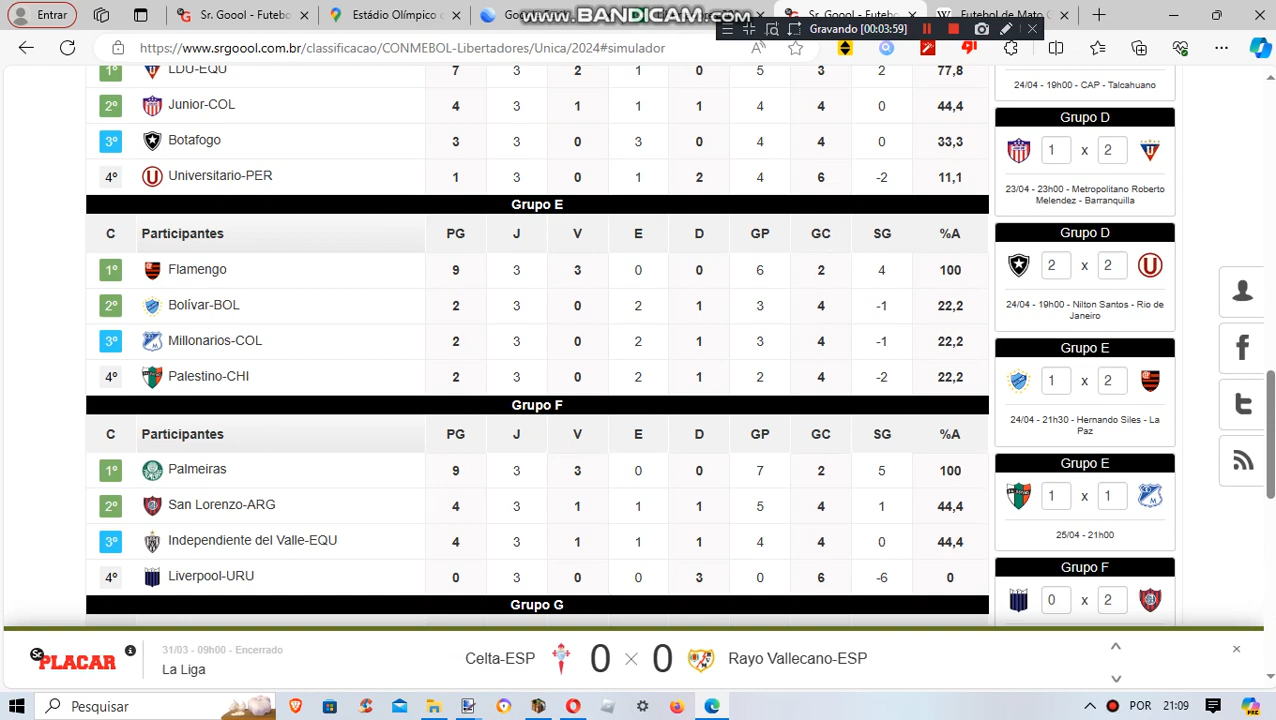 Entrar
Estádio Olímpico
Goo
Futebol de Mato
www.BANDICAM.com
Gravando [00:03:59]
https://www.srgool.com.br/classificacao/CONMEBOL-Libertadores/Unica/2024#simulador
1º LDU-EQU 7 3 2 1 0 5 3 2 77,8
2º Junior-COL 4 3 1 1 1 4 4 0 44,4
3º Botafogo 3 3 0 3 0 4 4 0 33,3
4º Universitario-PER 1 3 0 1 2 4 6 -2 11,1
Grupo E
C Participantes PG J V E D GP GC SG %A
1º Flamengo 9 3 3 0 0 6 2 4 100
2º Bolívar-BOL 2 3 0 2 1 3 4 -1 22,2
3º Millonarios-COL 2 3 0 2 1 3 4 -1 22,2
4º Palestino-CHI 2 3 0 2 1 2 4 -2 22,2
Grupo F
C Participantes PG J V E D GP GC SG %A
1º Palmeiras 9 3 3 0 0 7 2 5 100
2º San Lorenzo-ARG 4 3 1 1 1 5 4 1 44,4
3º Independiente del Valle-EQU 4 3 1 1 1 4 4 0 44,4
4º Liverpool-URU 0 3 0 0 3 0 6 -6 0
Grupo G
24/04 - 19h00 - CAP - Talcahuano
Grupo D
1 x 2
23/04 - 23h00 - Metropolitano Roberto
Melendez - Barranquilla
Grupo D
2 x 2
24/04 - 19h00 - Nilton Santos - Rio de
Janeiro
Grupo E
1 x 2
24/04 - 21h30 - Hernando Siles - La
Paz
Grupo E
1 x 1
25/04 - 21h00
Grupo F
0 x 2
Sr PLACAR
31/03 - 09h00 - Encerrado
La Liga
Celta-ESP 0 × 0 Rayo Vallecano-ESP
Pesquisar
POR 21:09